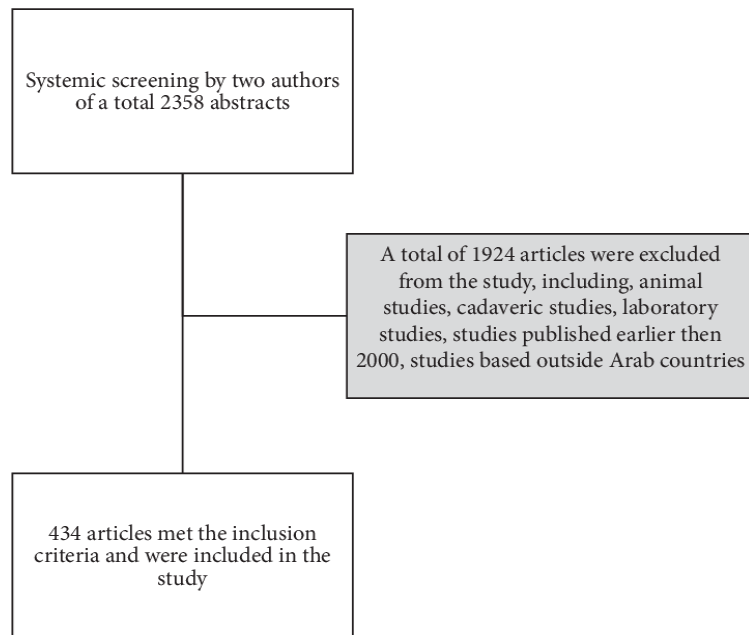 Systemic screening by two authors
of a total 2358 abstracts
A total of 1924 articles were excluded
from the study, including, animal
studies, cadaveric studies, laboratory
studies, studies published earlier then
2000, studies based outside Arab countries
434 articles met the inclusion
criteria and were included in the
study